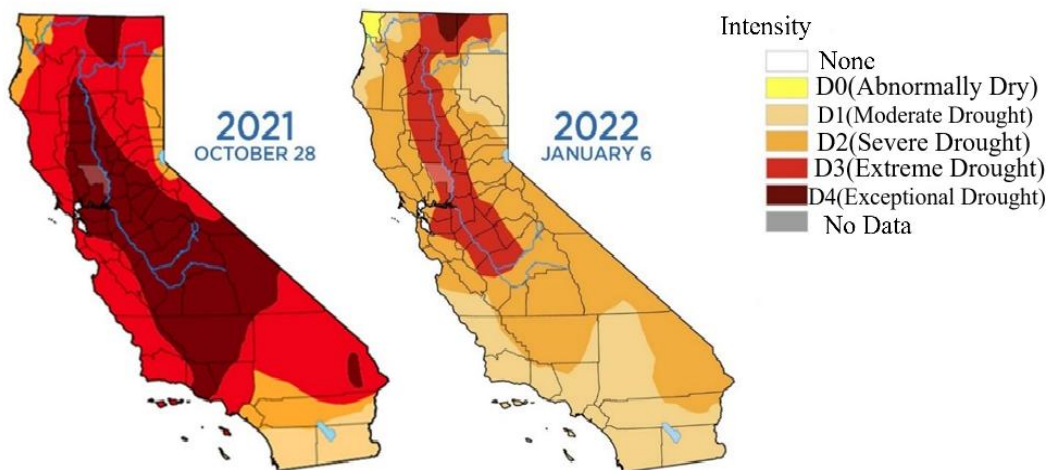 2021
OCTOBER 28
2022
JANUARY 6
Intensity
None
D0(Abnormally Dry)
D1(Moderate Drought)
D2(Severe Drought)
D3(Extreme Drought)
D4(Exceptional Drought)
No Data